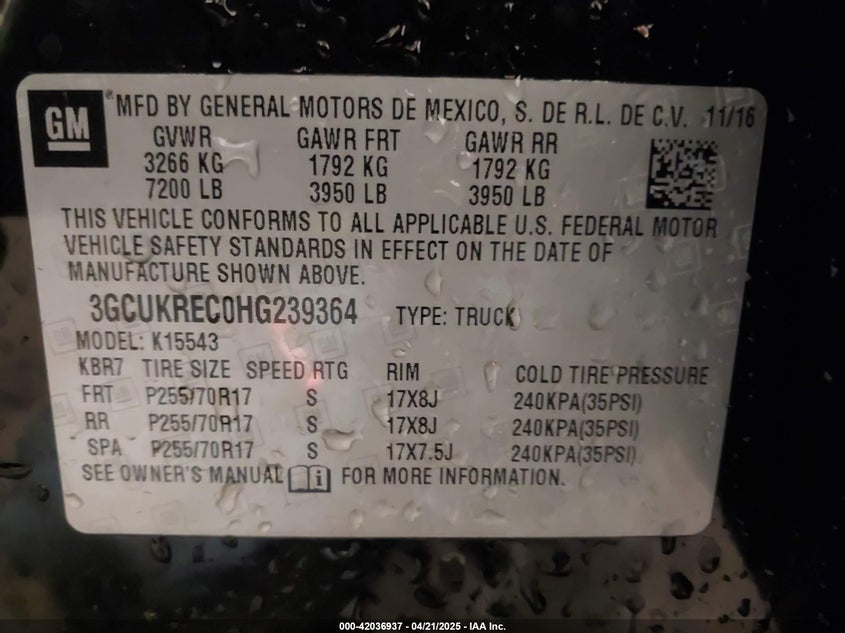 GM
® MFD BY GENERAL MOTORS DE MEXICO, S. DE R.L. DE C.V. 11/16
GVWR GAWR FRT GAWR RR
3266 KG 1792 KG 1792 KG
7200 LB 3950 LB 3950 LB
THIS VEHICLE CONFORMS TO ALL APPLICABLE U.S. FEDERAL MOTOR
VEHICLE SAFETY STANDARDS IN EFFECT ON THE DATE OF
MANUFACTURE SHOWN ABOVE.
3GCUKREC0HG239364 TYPE: TRUCK
MODEL: K15543
KBR7 TIRE SIZE SPEED RTG RIM COLD TIRE PRESSURE
FRT P255/70R17 S 17X8J 240KPA(35PSI)
RR P255/70R17 S 17X8J 240KPA(35PSI)
SPA P255/70R17 S 17X7.5J 240KPA(35PSI)
SEE OWNER'S MANUAL FOR MORE INFORMATION.
000-42036937 - 04/21/2025 - IAA Inc.